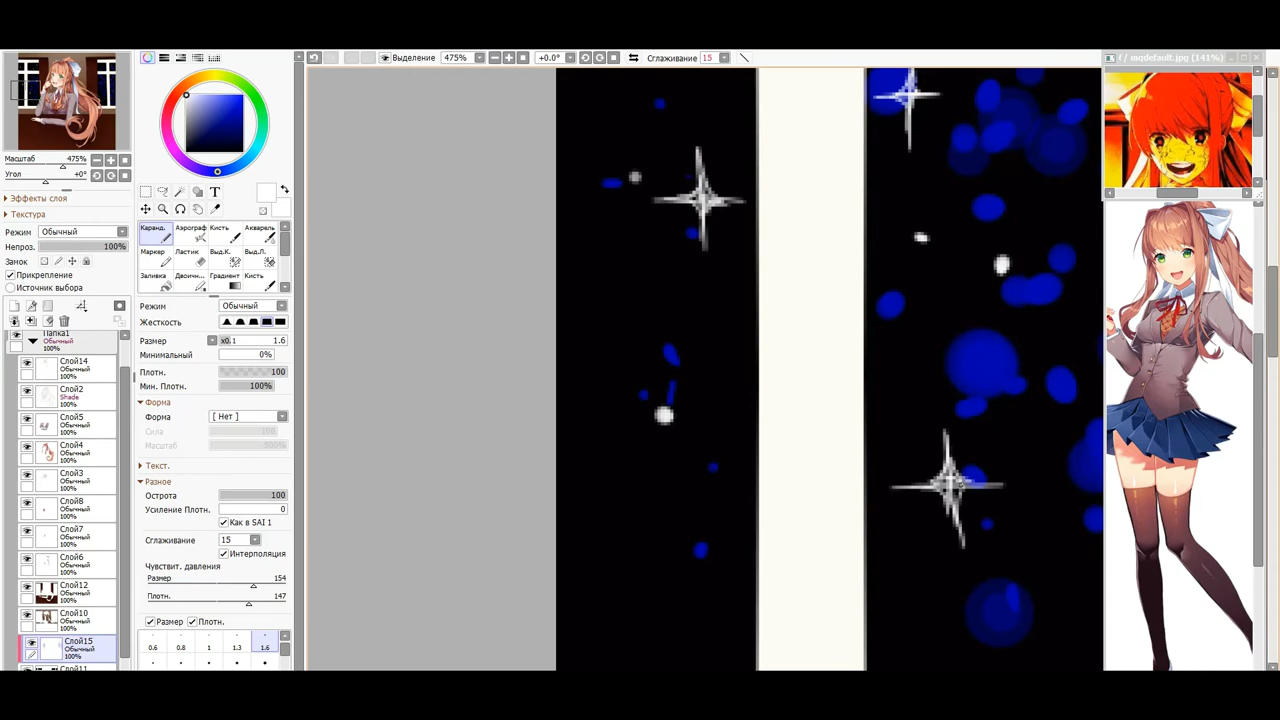 Выделение 475% +0.0° Сглаживание 15
mqdefault.jpg (141%)
Масштаб 475%
Угол +0°
Эффекты слоя
Текстура
Режим Обычный
Непроз. 100%
Замок
Прикрепление
Источник выбора
Папка1
Обычный
100%
Слой14
Обычный
100%
Слой2
Shade
100%
Слой5
Обычный
100%
Слой4
Обычный
100%
Слой3
Обычный
100%
Слой8
Обычный
100%
Слой7
Обычный
100%
Слой6
Обычный
100%
Слой12
Обычный
100%
Слой10
Обычный
100%
Слой15
Обычный
100%
T
Каранд. Аэрограф Кисть Акварель
Маркер Ластик Выд.К. Выд.Л.
Заливка Двоичн... Градиент Кисть
Режим Обычный
Жесткость
Размер x0.1 1.6
Минимальный 0%
Плотн. 100
Мин. Плотн. 100%
Форма
Форма [ Нет ]
Сила 100
Масштаб 500%
Текст.
Разное
Острота 100
Усиление Плотн. 0
Как в SAI 1
Сглаживание 15
Интерполяция
Чувствит. давления
Размер 154
Плотн. 147
Размер Плотн.
0.6 0.8 1 1.3 1.6